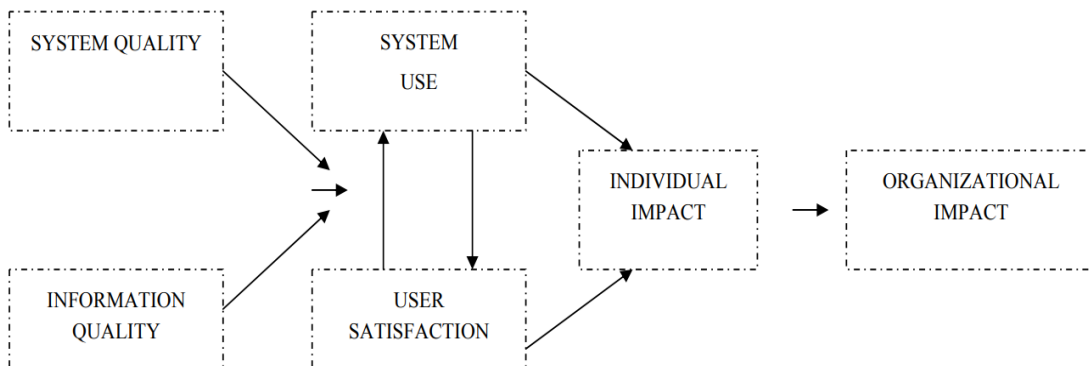 SYSTEM QUALITY
SYSTEM
USE
INDIVIDUAL
IMPACT
ORGANIZATIONAL
IMPACT
INFORMATION
QUALITY
USER
SATISFACTION